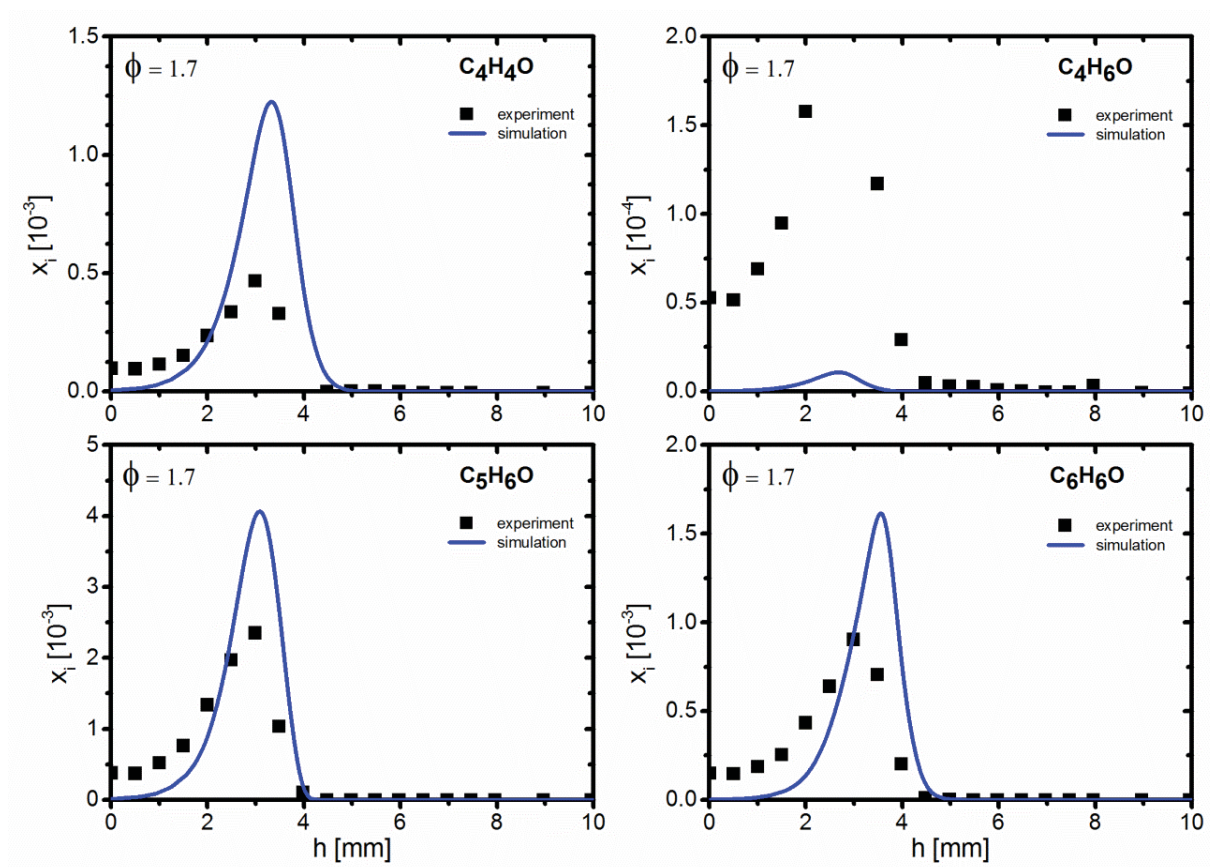 ϕ = 1.7
C4H4O
experiment
simulation
xi [10-3]
1.5
1.0
0.5
0.0
0 2 4 6 8 10
ϕ = 1.7
C4H6O
experiment
simulation
xi [10-4]
2.0
1.5
1.0
0.5
0.0
0 2 4 6 8 10
ϕ = 1.7
C5H6O
experiment
simulation
xi [10-3]
5
4
3
2
1
0
0 2 4 6 8 10
h [mm]
ϕ = 1.7
C6H6O
experiment
simulation
xi [10-3]
2.0
1.5
1.0
0.5
0.0
0 2 4 6 8 10
h [mm]